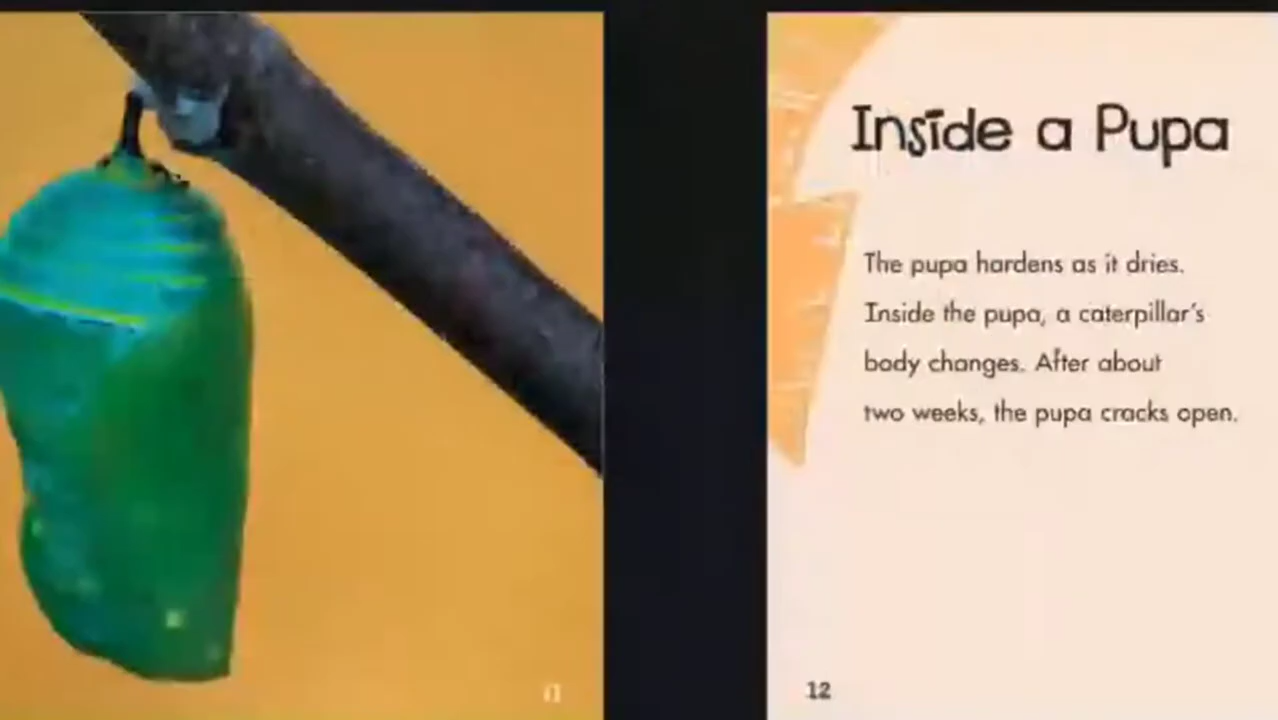 11
Inside a Pupa
The pupa hardens as it dries.
Inside the pupa, a caterpillar's
body changes. After about
two weeks, the pupa cracks open.
12